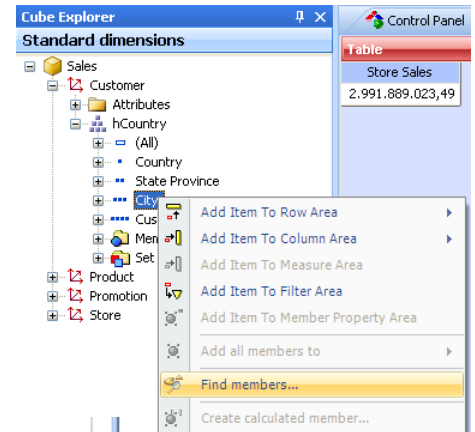 Cube Explorer
Standard dimensions
Sales
Customer
Attributes
hCountry
(All)
Country
State Province
City
Cus
Men
Set
Product
Promotion
Store
Control Panel
Table
Store Sales
2.991.889.023,49
Add Item To Row Area
Add Item To Column Area
Add Item To Measure Area
Add Item To Filter Area
Add Item To Member Property Area
Add all members to
Find members...
Create calculated member...